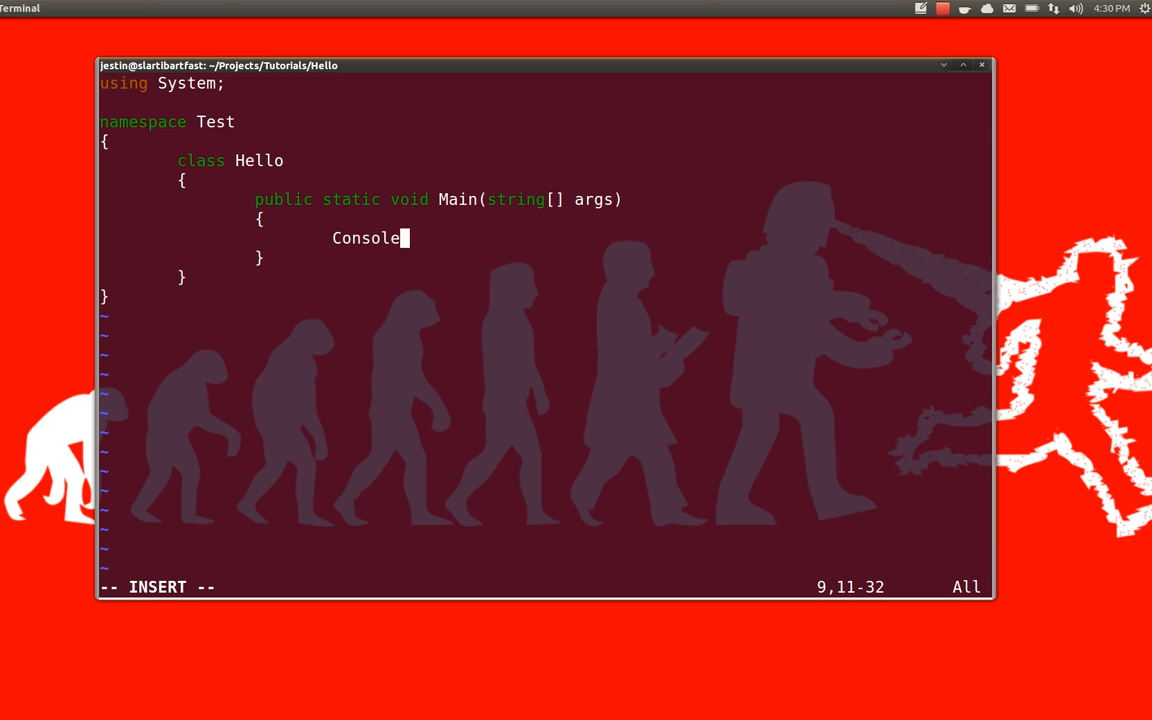 Terminal 4:30 PM
jestin@slartibartfast: ~/Projects/Tutorials/Hello
using System;
namespace Test
{
class Hello
{
public static void Main(string[] args)
{
Console
}
}
}
~
~
~
~
~
~
~
~
~
~
~
~
~
~
-- INSERT -- 9,11-32 All